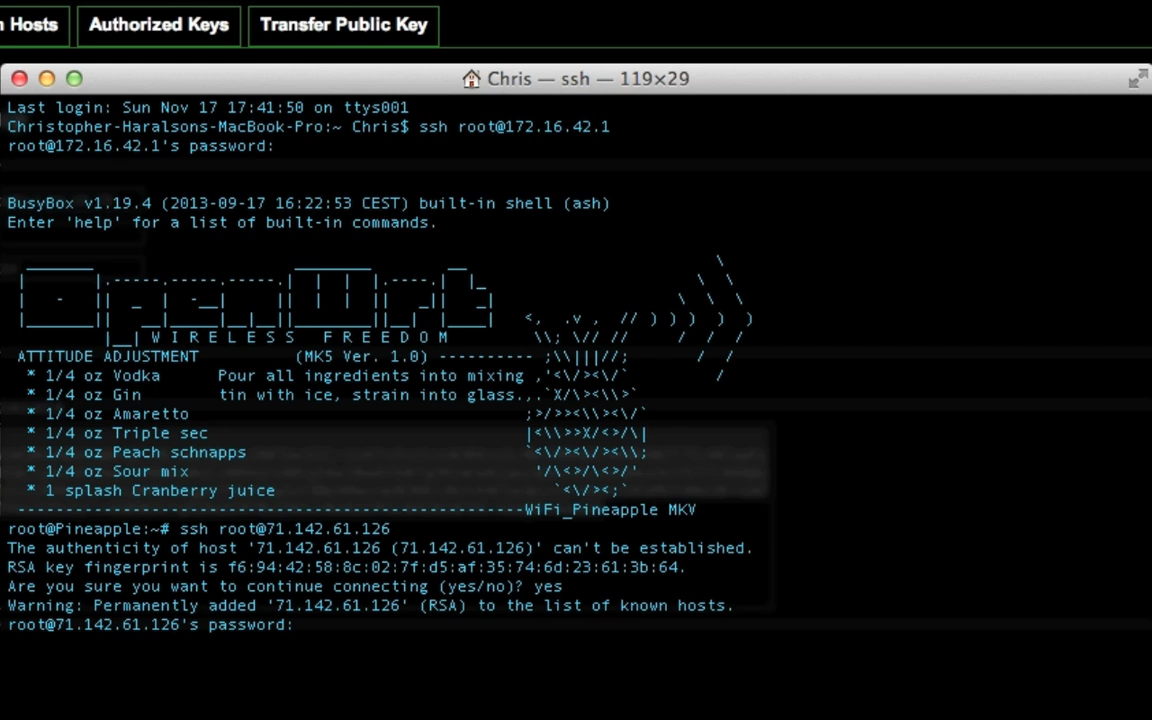 n Hosts
Authorized Keys
Transfer Public Key
Chris — ssh — 119×29
Last login: Sun Nov 17 17:41:50 on ttys001
Christopher-Haralsons-MacBook-Pro:~ Chris$ ssh root@172.16.42.1
root@172.16.42.1's password:
BusyBox v1.19.4 (2013-09-17 16:22:53 CEST) built-in shell (ash)
Enter 'help' for a list of built-in commands.
OpenWrt
W I R E L E S S   F R E E D O M
ATTITUDE ADJUSTMENT (MK5 Ver. 1.0) ----------
* 1/4 oz Vodka Pour all ingredients into mixing
* 1/4 oz Gin tin with ice, strain into glass.
* 1/4 oz Amaretto
* 1/4 oz Triple sec
* 1/4 oz Peach schnapps
* 1/4 oz Sour mix
* 1 splash Cranberry juice
-----------------------------------------------------WiFi_Pineapple MKV
root@Pineapple:~# ssh root@71.142.61.126
The authenticity of host '71.142.61.126 (71.142.61.126)' can't be established.
RSA key fingerprint is f6:94:42:58:8c:02:7f:d5:af:35:74:6d:23:61:3b:64.
Are you sure you want to continue connecting (yes/no)? yes
Warning: Permanently added '71.142.61.126' (RSA) to the list of known hosts.
root@71.142.61.126's password: